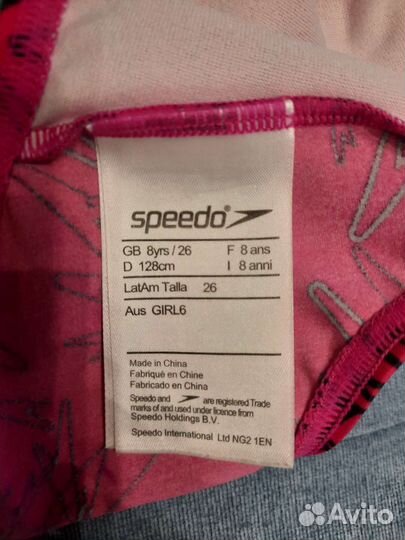 speedo®
GB 8yrs / 26 F 8 ans
D 128cm I 8 anni
LatAm Talla 26
Aus GIRL6
Made in China
Fabriqué en Chine
Fabricado en China
Speedo and are registered Trade
marks of and used under licence from
Speedo Holdings B.V.
Speedo International Ltd NG2 1EN
Avito